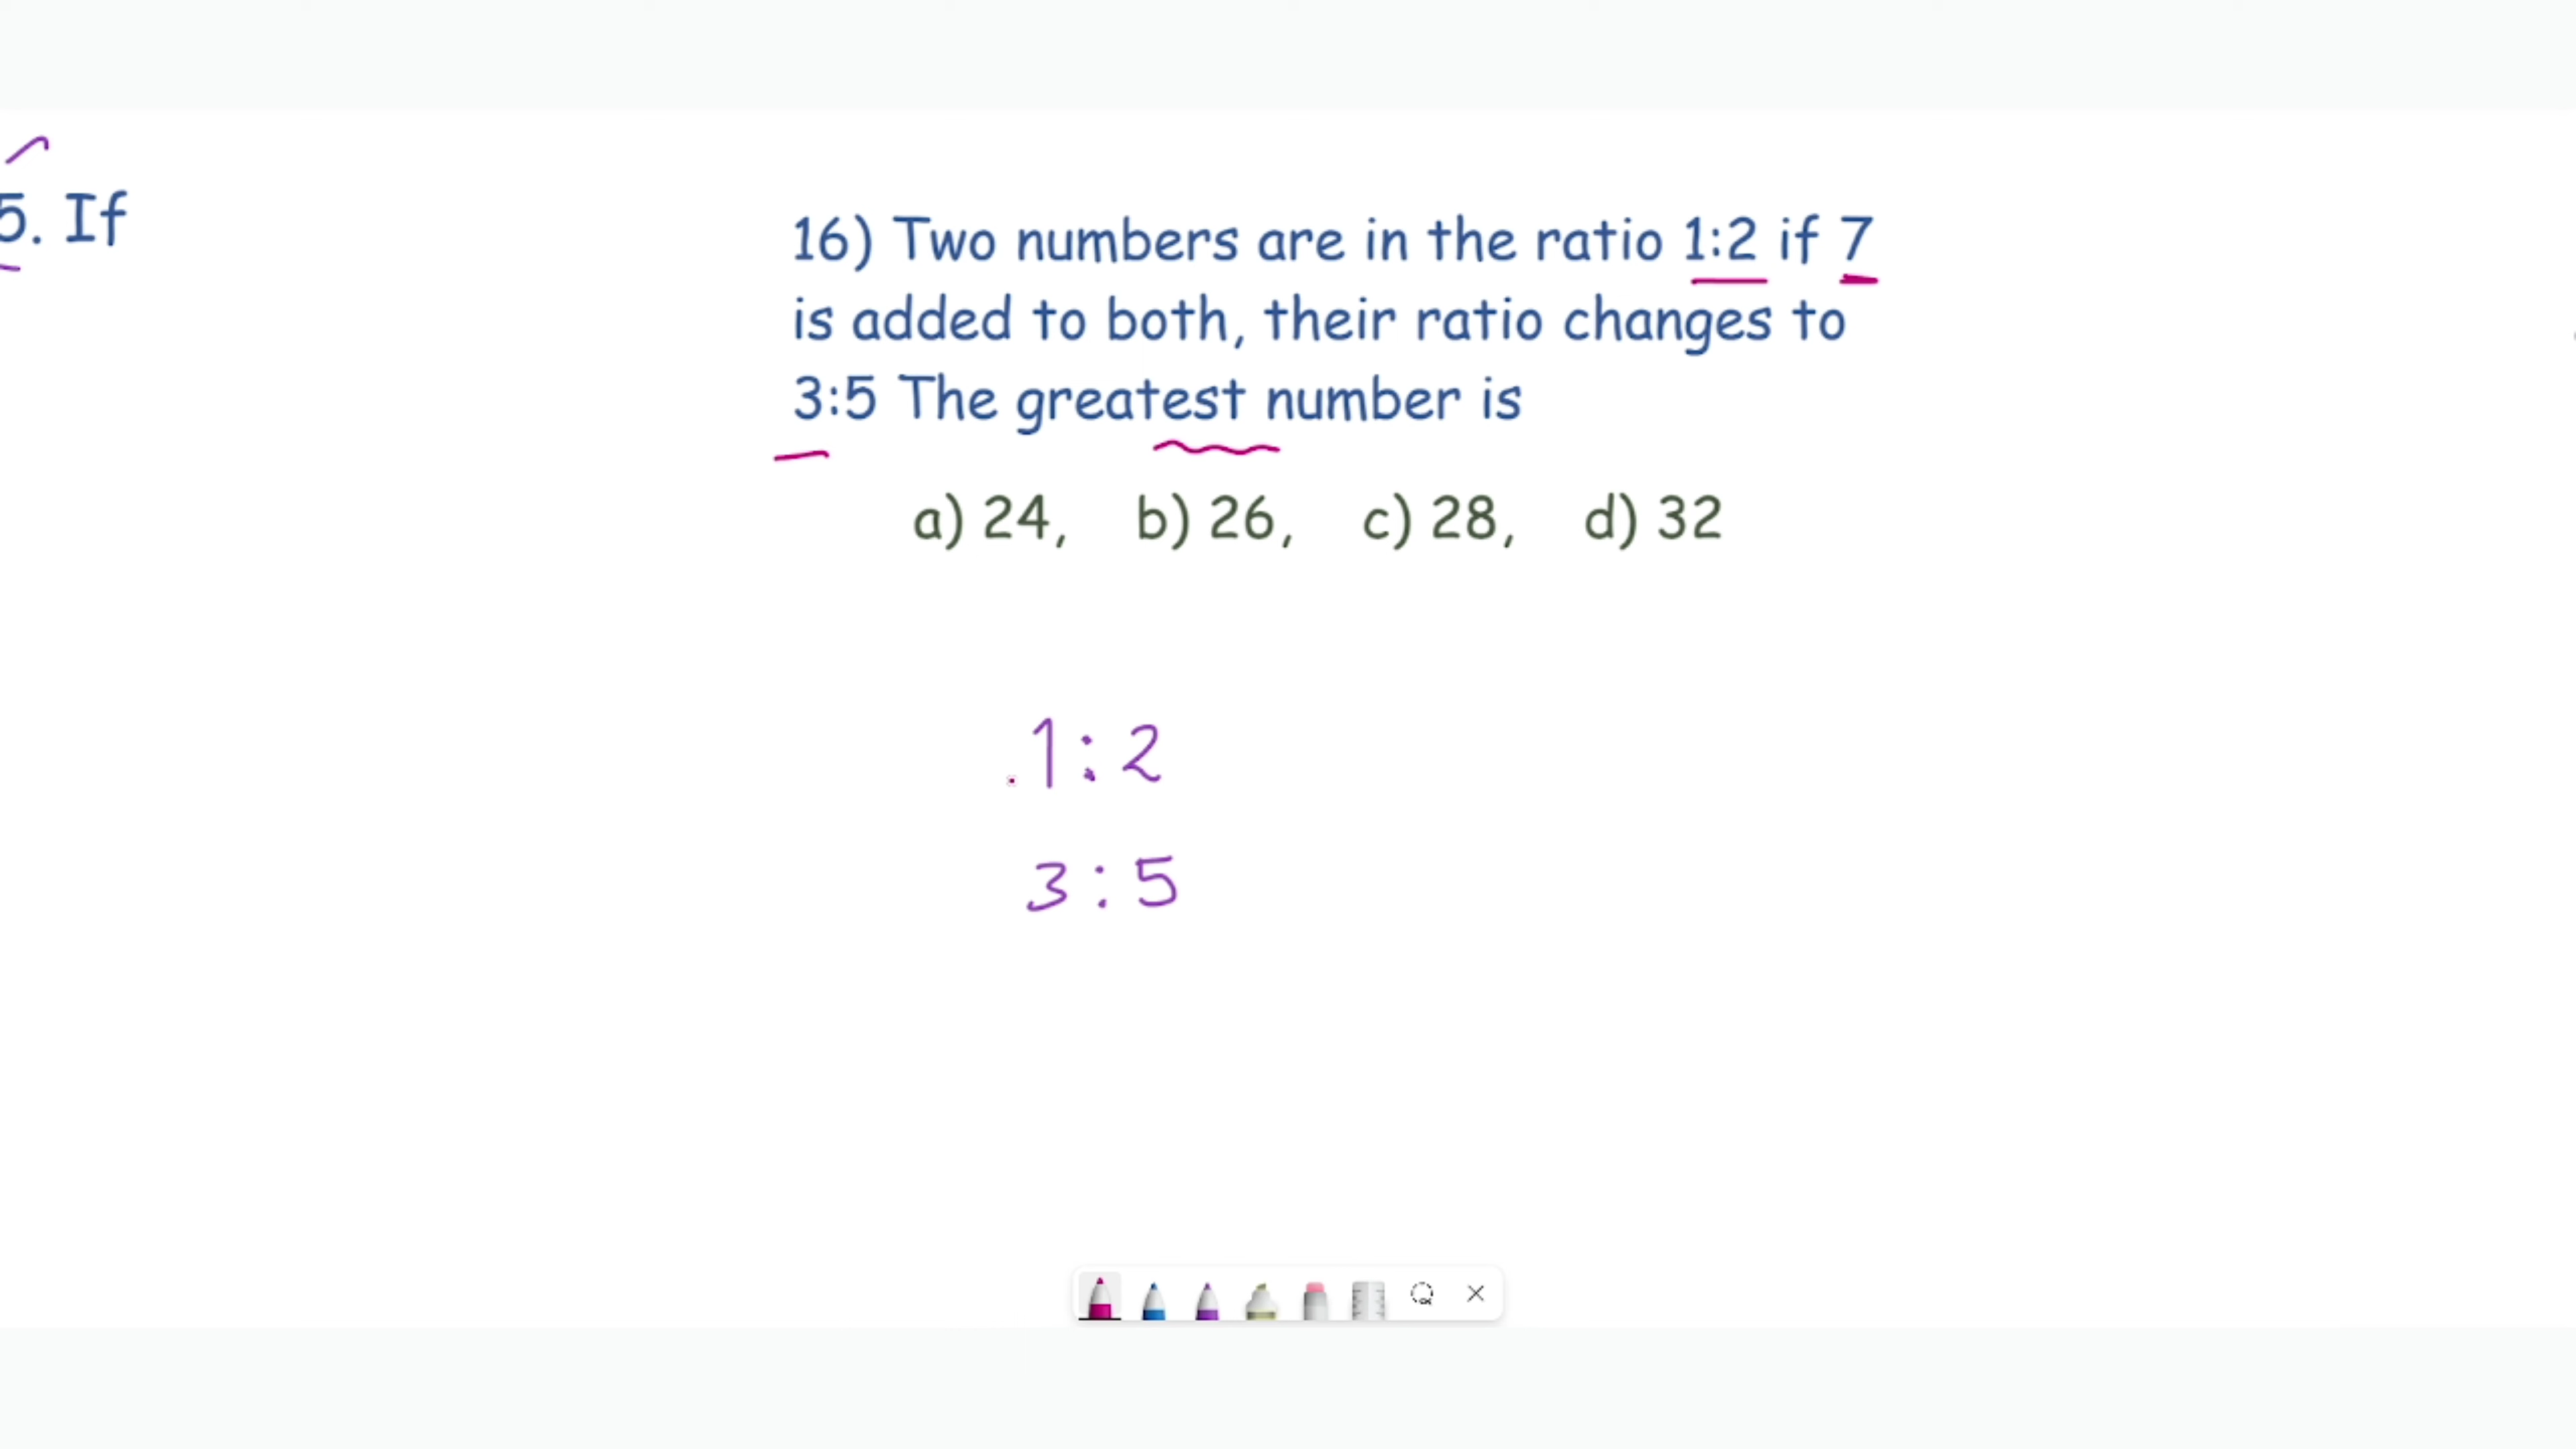 5. If
16) Two numbers are in the ratio 1:2 if 7
is added to both, their ratio changes to
3:5 The greatest number is
a) 24, b) 26, c) 28, d) 32
1 : 2
3 : 5